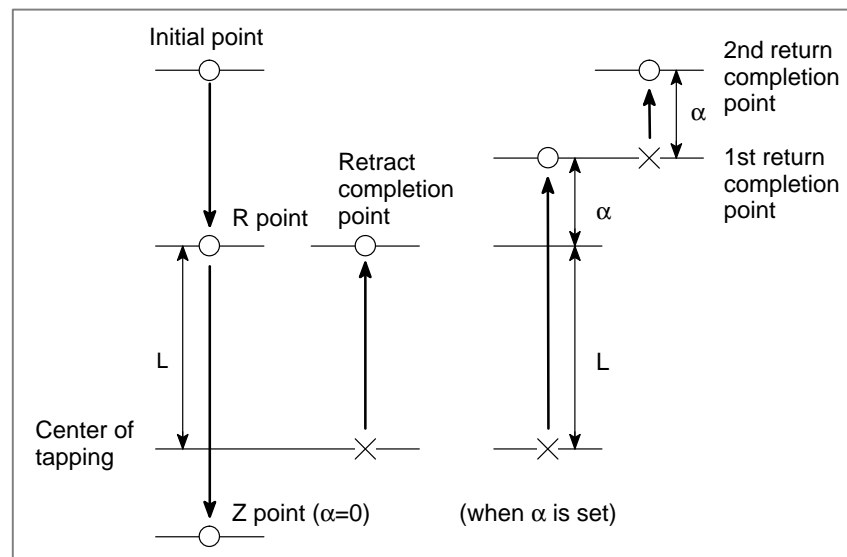 Initial point
2nd return
completion
point
α
Retract
completion
point
1st return
completion
point
α
R point
L
L
Center of
tapping
Z point (α=0)
(when α is set)